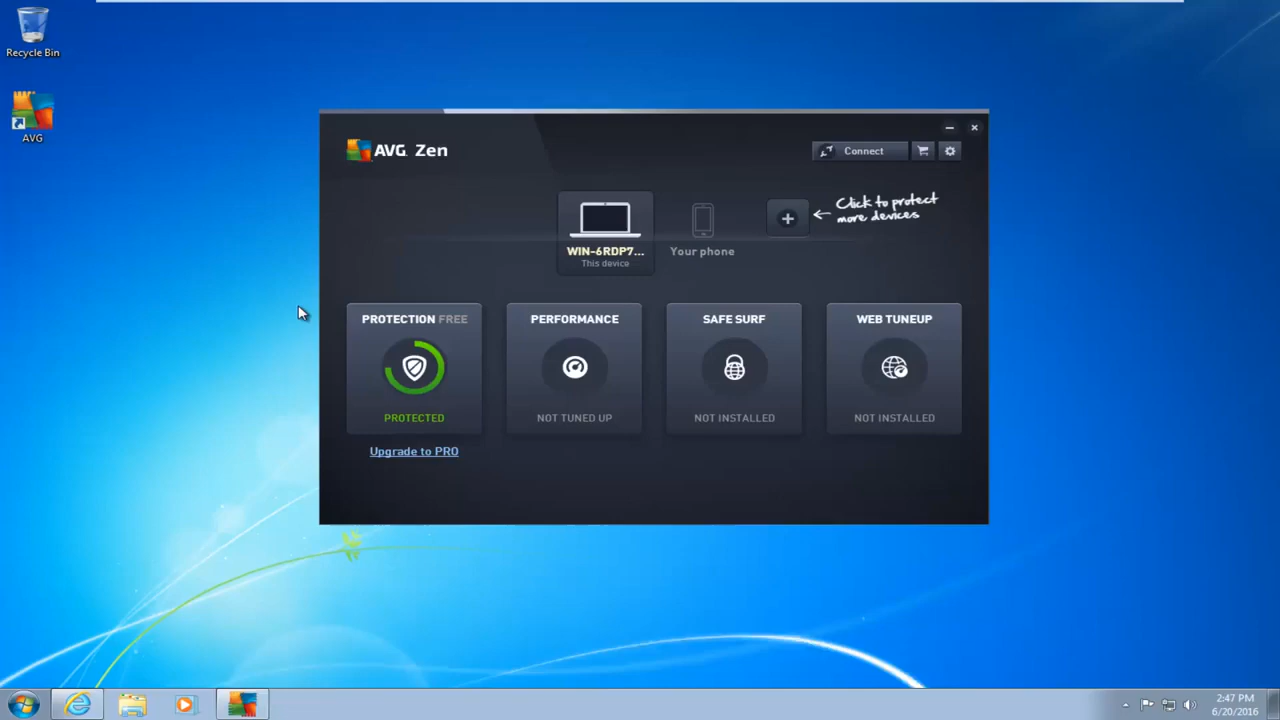 Recycle Bin
AVG
AVG. Zen
Connect
Click to protect
more devices
WIN-6RDP7...
This device
Your phone
PROTECTION FREE
PERFORMANCE
SAFE SURF
WEB TUNEUP
PROTECTED
NOT TUNED UP
NOT INSTALLED
NOT INSTALLED
Upgrade to PRO
2:47 PM
6/20/2016